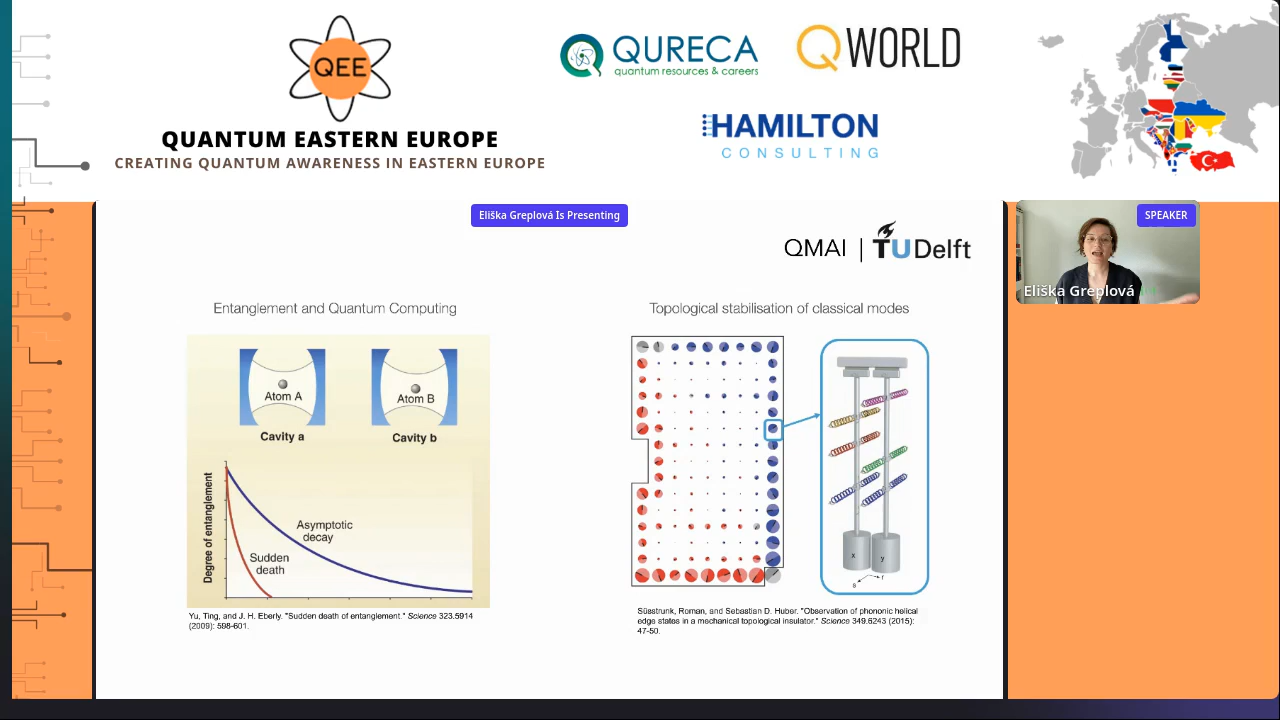 QEE
QUANTUM EASTERN EUROPE
CREATING QUANTUM AWARENESS IN EASTERN EUROPE
QURECA
quantum resources & careers
QWORLD
HAMILTON
CONSULTING
Eliška Greplová Is Presenting
SPEAKER
Eliška Greplová
QMAI | TU Delft
Entanglement and Quantum Computing
Atom A
Atom B
Cavity a
Cavity b
Degree of entanglement
Asymptotic
decay
Sudden
death
Yu, Ting, and J. H. Eberly. "Sudden death of entanglement." Science 323.5914
(2009): 598-601.
Topological stabilisation of classical modes
x
y
s
f
Süsstrunk, Roman, and Sebastian D. Huber. "Observation of phononic helical
edge states in a mechanical topological insulator." Science 349.6243 (2015):
47-50.